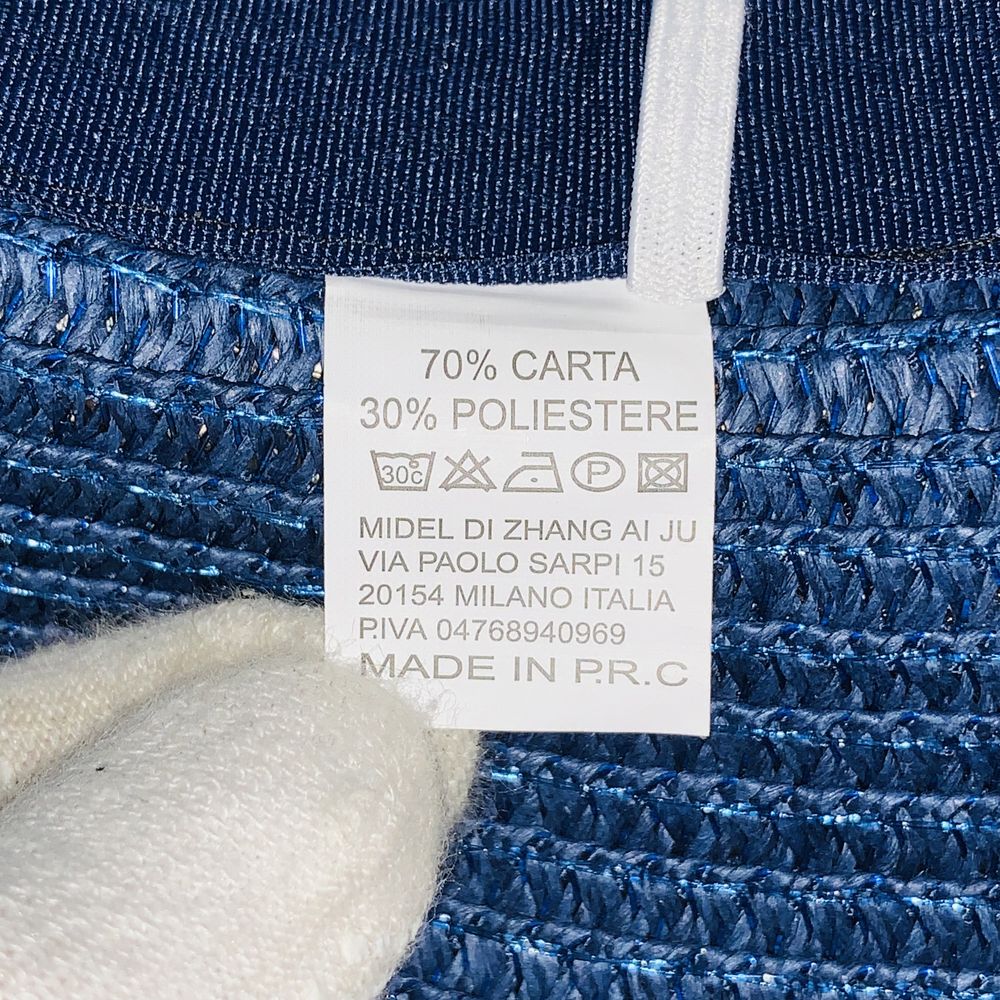 70% CARTA
30% POLIESTERE
30c P
MIDEL DI ZHANG AI JU
VIA PAOLO SARPI 15
20154 MILANO ITALIA
P.IVA 04768940969
MADE IN P.R.C